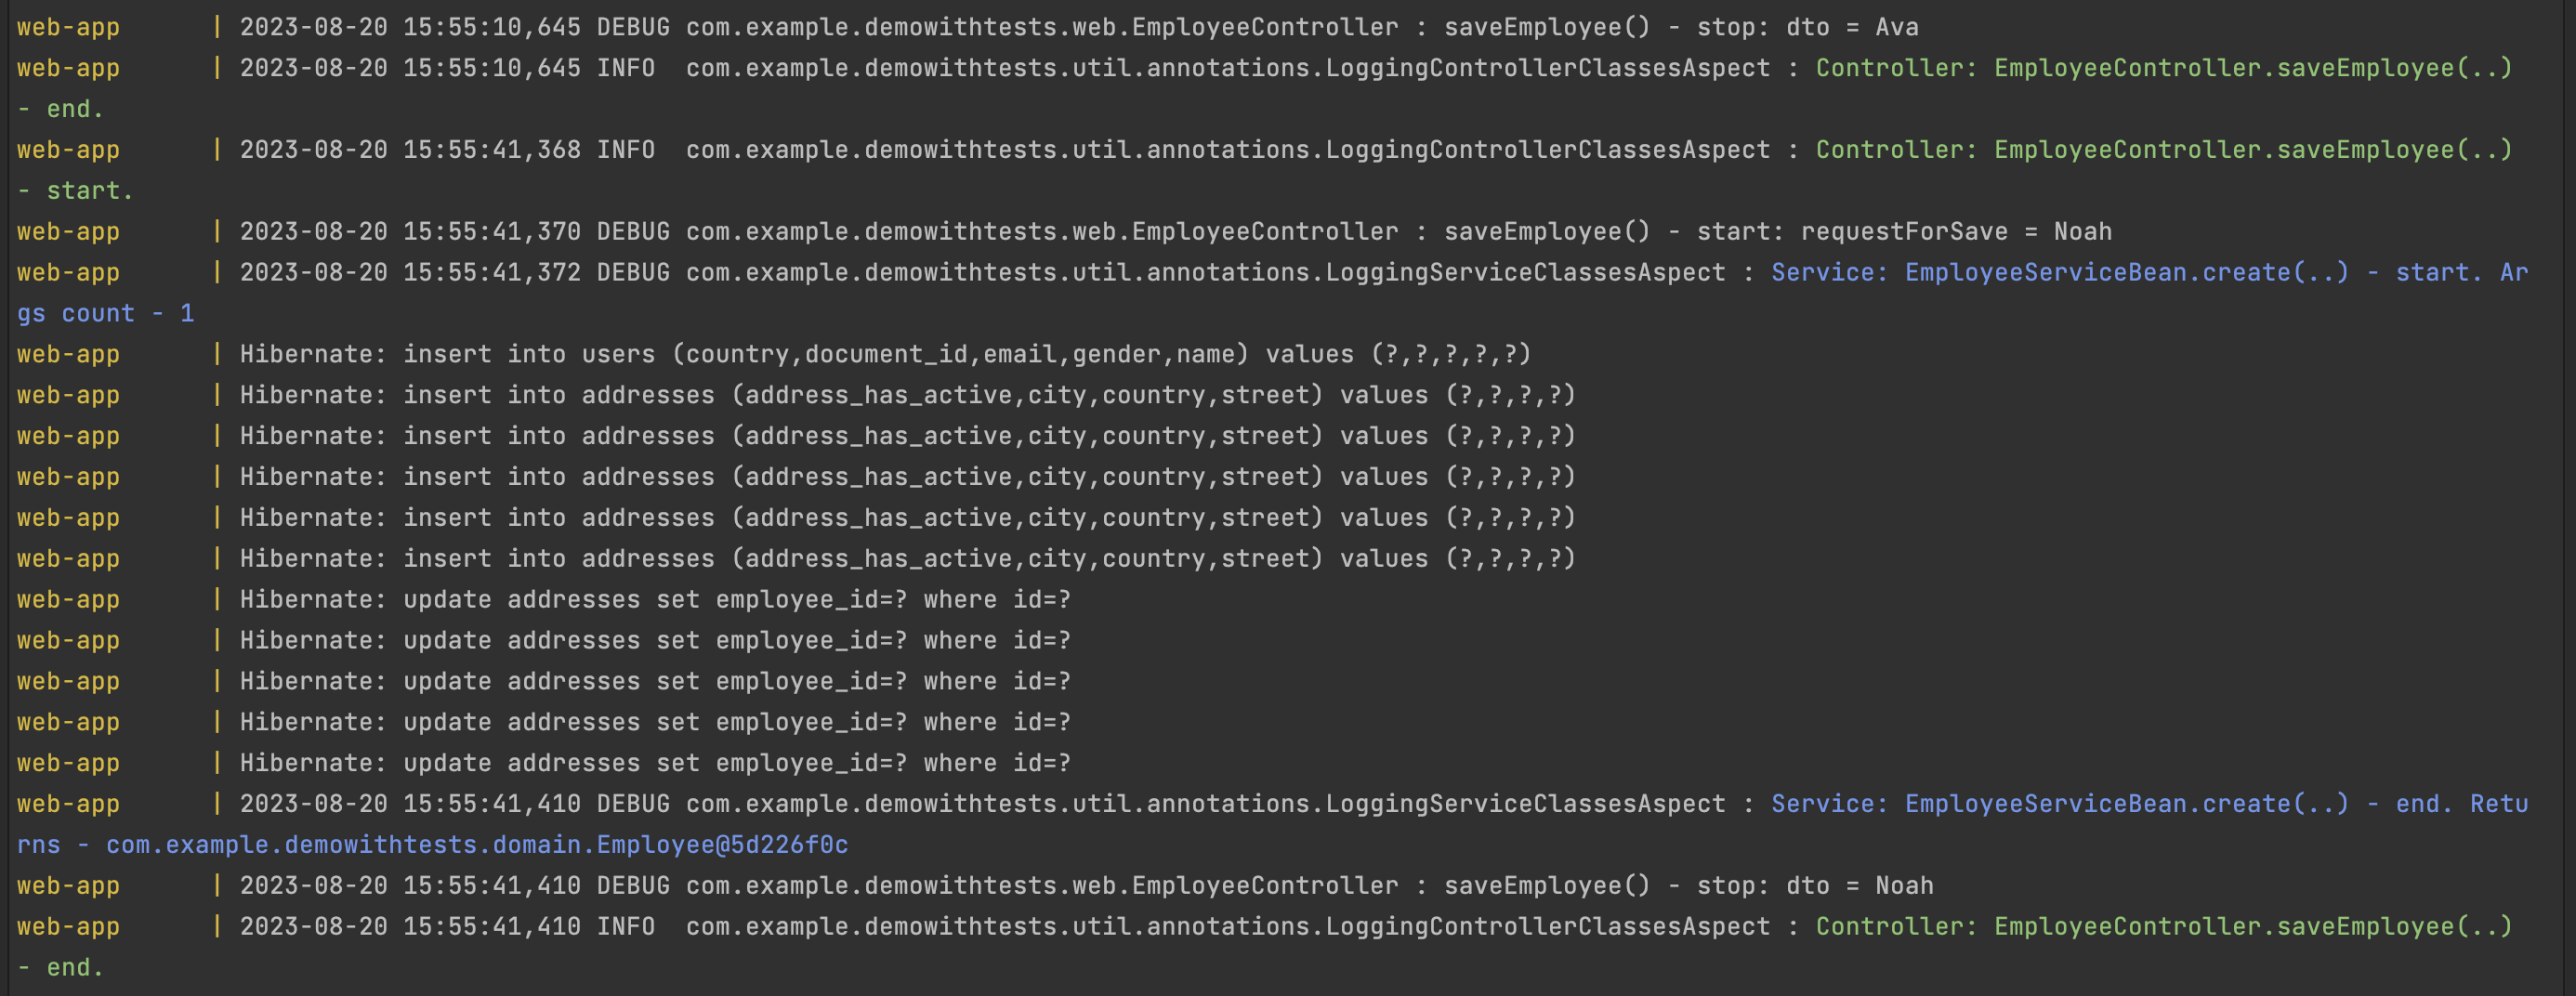 web-app      | 2023-08-20 15:55:10,645 DEBUG com.example.demowithtests.web.EmployeeController : saveEmployee() - stop: dto = Ava
web-app      | 2023-08-20 15:55:10,645 INFO  com.example.demowithtests.util.annotations.LoggingControllerClassesAspect : Controller: EmployeeController.saveEmployee(..)
- end.
web-app      | 2023-08-20 15:55:41,368 INFO  com.example.demowithtests.util.annotations.LoggingControllerClassesAspect : Controller: EmployeeController.saveEmployee(..)
- start.
web-app      | 2023-08-20 15:55:41,370 DEBUG com.example.demowithtests.web.EmployeeController : saveEmployee() - start: requestForSave = Noah
web-app      | 2023-08-20 15:55:41,372 DEBUG com.example.demowithtests.util.annotations.LoggingServiceClassesAspect : Service: EmployeeServiceBean.create(..) - start. Ar
gs count - 1
web-app      | Hibernate: insert into users (country,document_id,email,gender,name) values (?,?,?,?,?)
web-app      | Hibernate: insert into addresses (address_has_active,city,country,street) values (?,?,?,?)
web-app      | Hibernate: insert into addresses (address_has_active,city,country,street) values (?,?,?,?)
web-app      | Hibernate: insert into addresses (address_has_active,city,country,street) values (?,?,?,?)
web-app      | Hibernate: insert into addresses (address_has_active,city,country,street) values (?,?,?,?)
web-app      | Hibernate: insert into addresses (address_has_active,city,country,street) values (?,?,?,?)
web-app      | Hibernate: update addresses set employee_id=? where id=?
web-app      | Hibernate: update addresses set employee_id=? where id=?
web-app      | Hibernate: update addresses set employee_id=? where id=?
web-app      | Hibernate: update addresses set employee_id=? where id=?
web-app      | Hibernate: update addresses set employee_id=? where id=?
web-app      | 2023-08-20 15:55:41,410 DEBUG com.example.demowithtests.util.annotations.LoggingServiceClassesAspect : Service: EmployeeServiceBean.create(..) - end. Retu
rns - com.example.demowithtests.domain.Employee@5d226f0c
web-app      | 2023-08-20 15:55:41,410 DEBUG com.example.demowithtests.web.EmployeeController : saveEmployee() - stop: dto = Noah
web-app      | 2023-08-20 15:55:41,410 INFO  com.example.demowithtests.util.annotations.LoggingControllerClassesAspect : Controller: EmployeeController.saveEmployee(..)
- end.